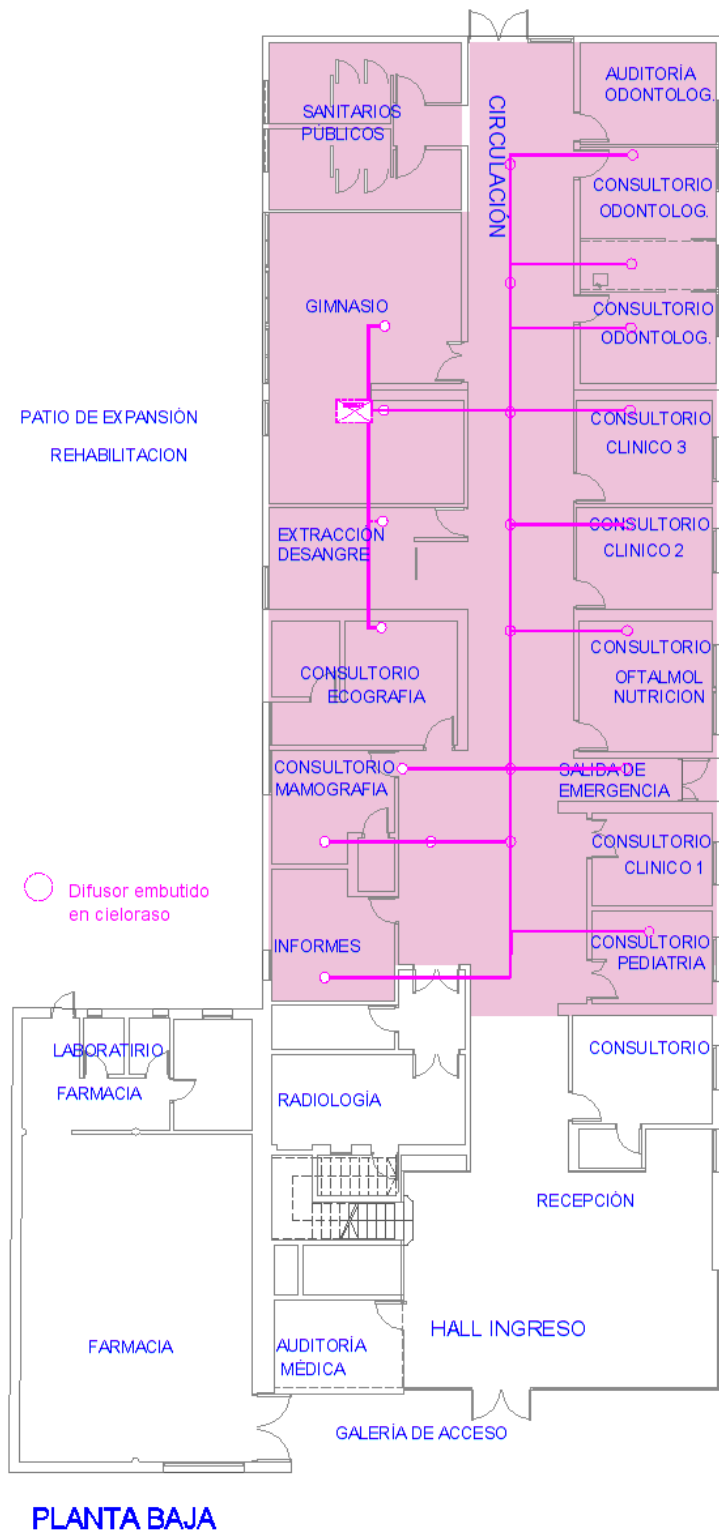 AUDITORÍA
ODONTOLOG.
SANITARIOS
PÚBLICOS
CIRCULACIÓN
CONSULTORIO
ODONTOLOG.
GIMNASIO
CONSULTORIO
ODONTOLOG.
PATIO DE EXPANSIÓN
REHABILITACION
CONSULTORIO
CLINICO 3
EXTRACCIÓN
DESANGRE
CONSULTORIO
CLINICO 2
CONSULTORIO
ECOGRAFIA
CONSULTORIO
OFTALMOL
NUTRICION
CONSULTORIO
MAMOGRAFIA
SALIDA DE
EMERGENCIA
CONSULTORIO
CLINICO 1
Difusor embutido
en cieloraso
INFORMES
CONSULTORIO
PEDIATRIA
LABORATIRIO
FARMACIA
CONSULTORIO
RADIOLOGÍA
RECEPCIÓN
FARMACIA
AUDITORÍA
MÉDICA
HALL INGRESO
GALERÍA DE ACCESO
PLANTA BAJA